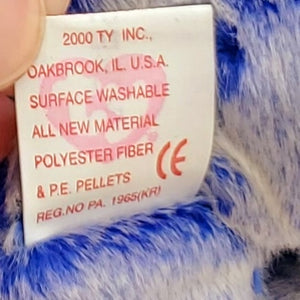 2000 TY INC.,
OAKBROOK, IL. U.S.A.
SURFACE WASHABLE
ALL NEW MATERIAL
POLYESTER FIBER
& P.E. PELLETS CE
REG.NO PA. 1965(KR)